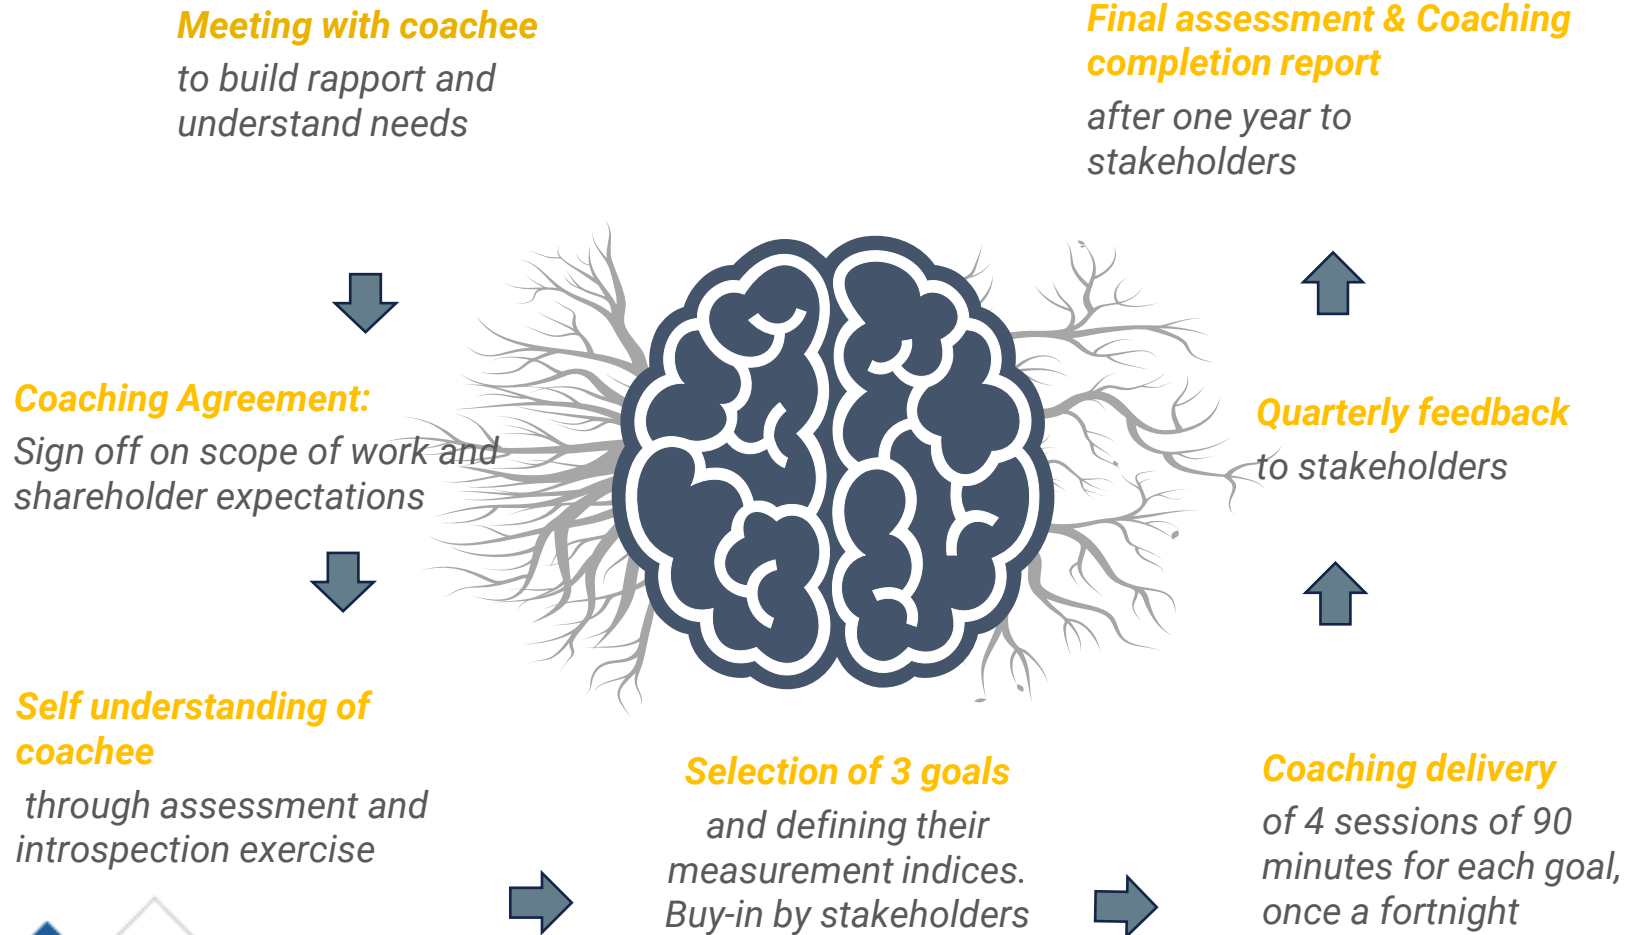 Meeting with coachee
to build rapport and
understand needs
Coaching Agreement:
Sign off on scope of work and
shareholder expectations
Self understanding of
coachee
through assessment and
introspection exercise
Selection of 3 goals
and defining their
measurement indices.
Buy-in by stakeholders
Coaching delivery
of 4 sessions of 90
minutes for each goal,
once a fortnight
Quarterly feedback
to stakeholders
Final assessment & Coaching
completion report
after one year to
stakeholders